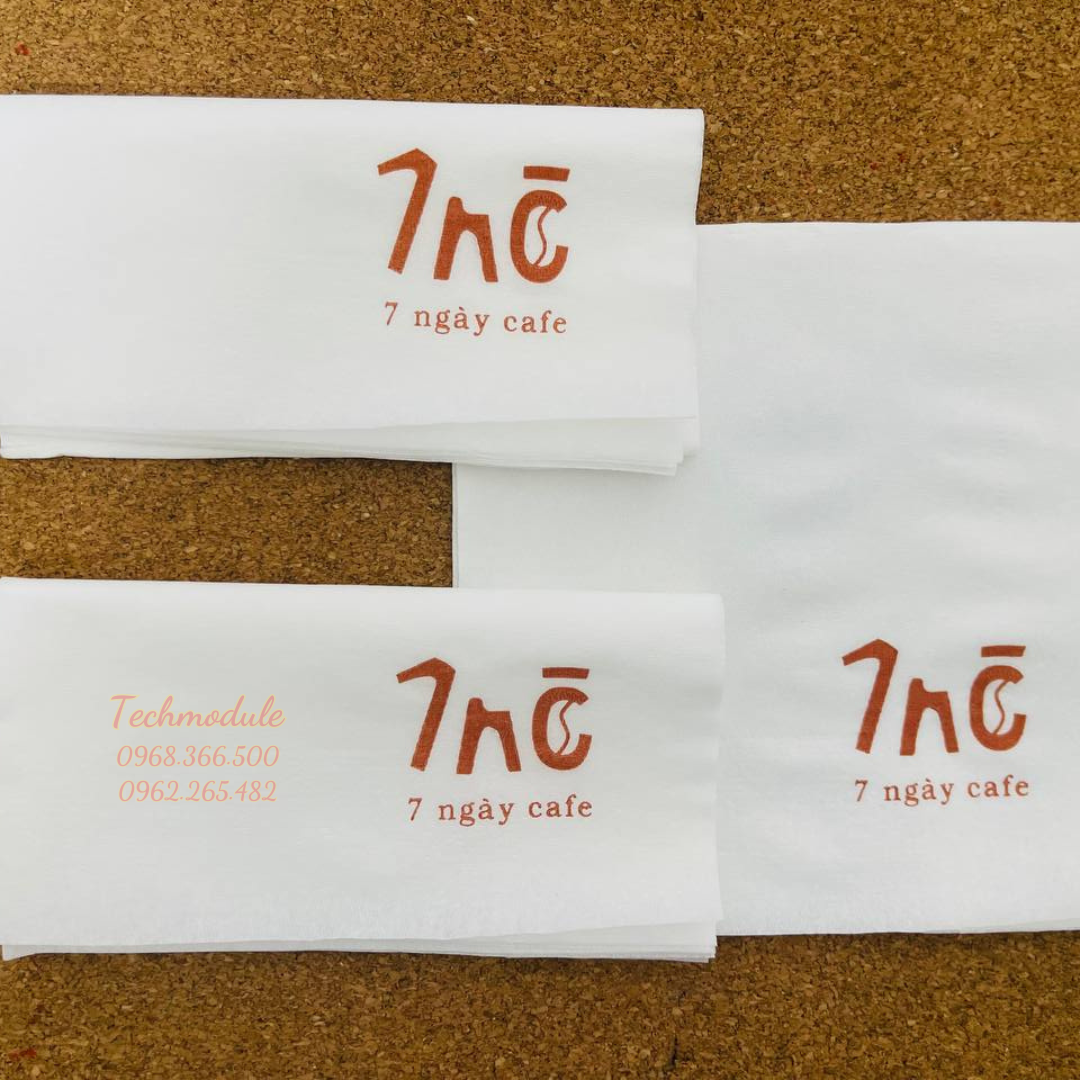 7nc̄
7 ngày cafe
Techmodule
0968.366.500
0962.265.482
7nc̄
7 ngày cafe
7nc̄
7 ngày cafe